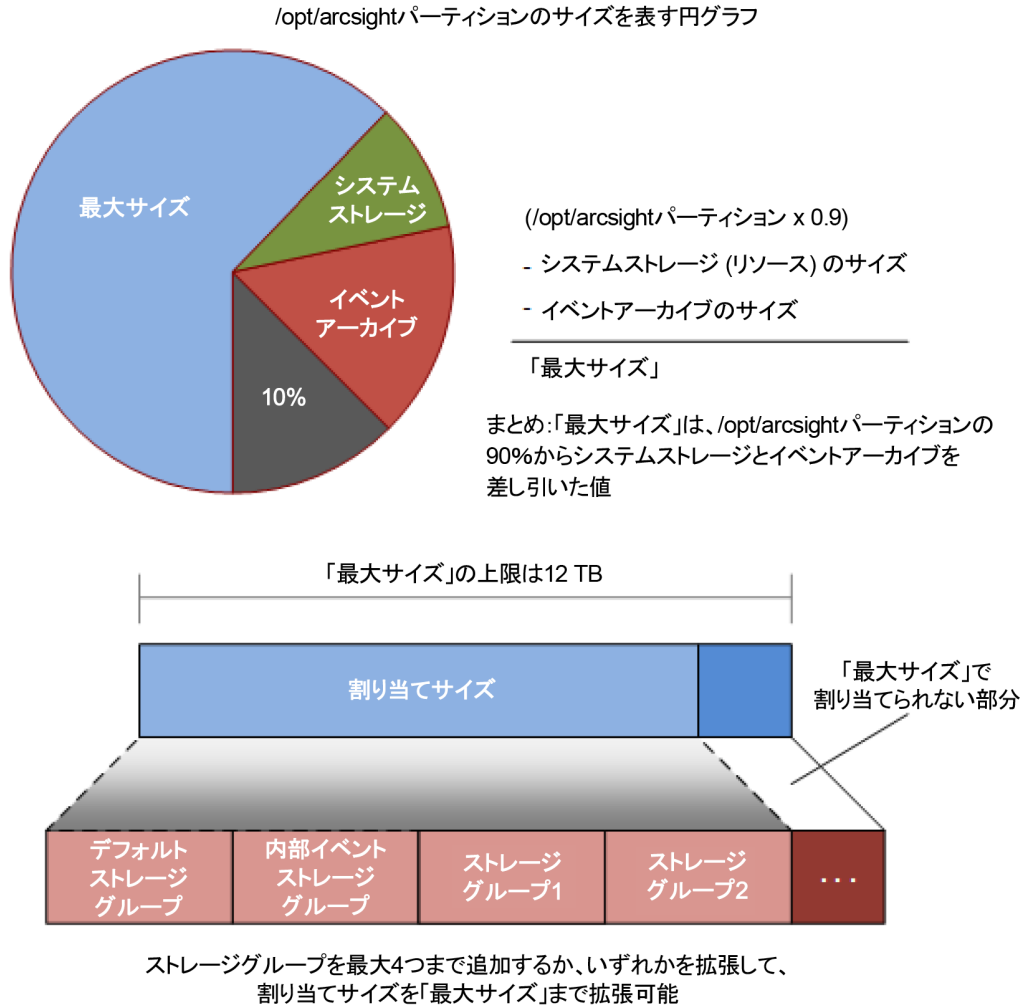 /opt/arcsightパーティションのサイズを表す円グラフ
最大サイズ
システム
ストレージ
イベント
アーカイブ
10%
(/opt/arcsightパーティション x 0.9)
- システムストレージ (リソース) のサイズ
- イベントアーカイブのサイズ
「最大サイズ」
まとめ:「最大サイズ」は、/opt/arcsightパーティションの
90%からシステムストレージとイベントアーカイブを
差し引いた値
「最大サイズ」の上限は12 TB
割り当てサイズ
「最大サイズ」で
割り当てられない部分
デフォルト
ストレージ
グループ
内部イベント
ストレージ
グループ
ストレージ
グループ1
ストレージ
グループ2
...
ストレージグループを最大4つまで追加するか、いずれかを拡張して、
割り当てサイズを「最大サイズ」まで拡張可能